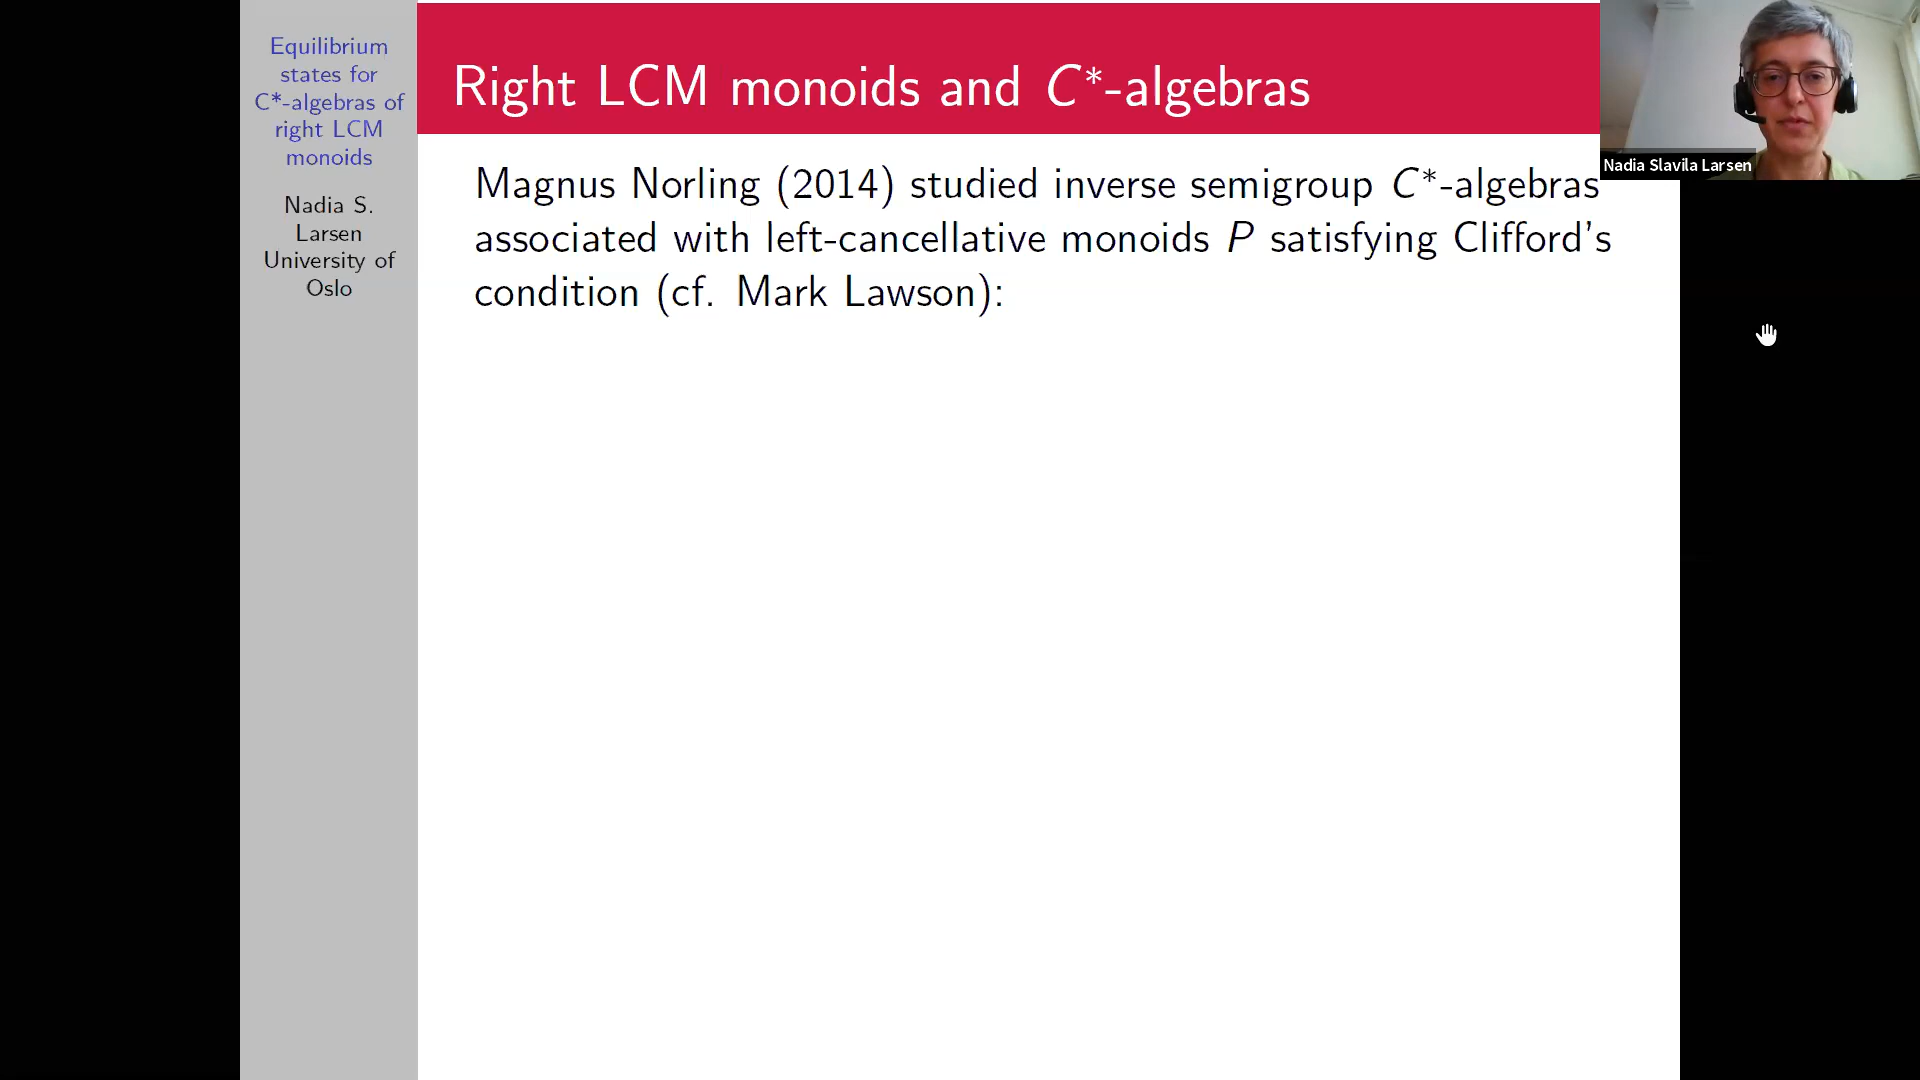 Equilibrium
states for
C*-algebras of
right LCM
monoids
Nadia S.
Larsen
University of
Oslo
Right LCM monoids and C*-algebras
Magnus Norling (2014) studied inverse semigroup C*-algebras
associated with left-cancellative monoids P satisfying Clifford's
condition (cf. Mark Lawson):
Nadia Slavila Larsen